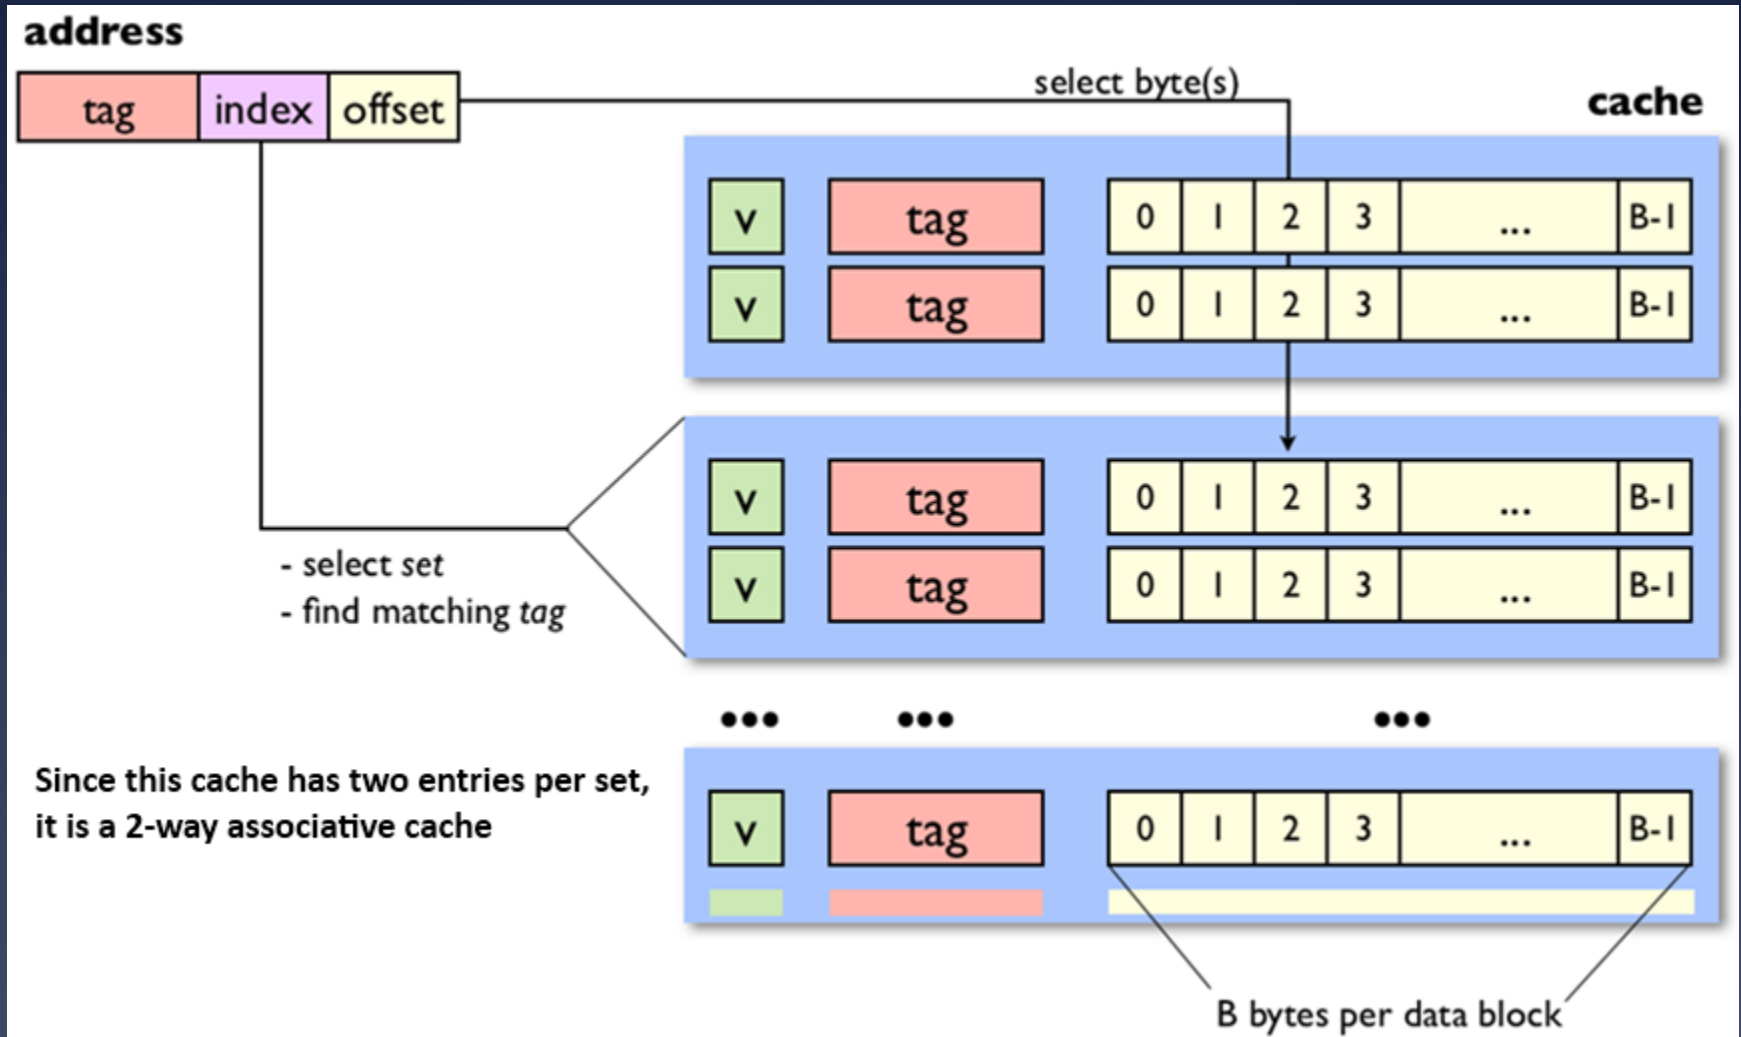 address
tag index offset
select byte(s)
cache
v tag 0 1 2 3 ... B-1
v tag 0 1 2 3 ... B-1
v tag 0 1 2 3 ... B-1
v tag 0 1 2 3 ... B-1
- select set
- find matching tag
••• ••• •••
Since this cache has two entries per set,
it is a 2-way associative cache
v tag 0 1 2 3 ... B-1
B bytes per data block